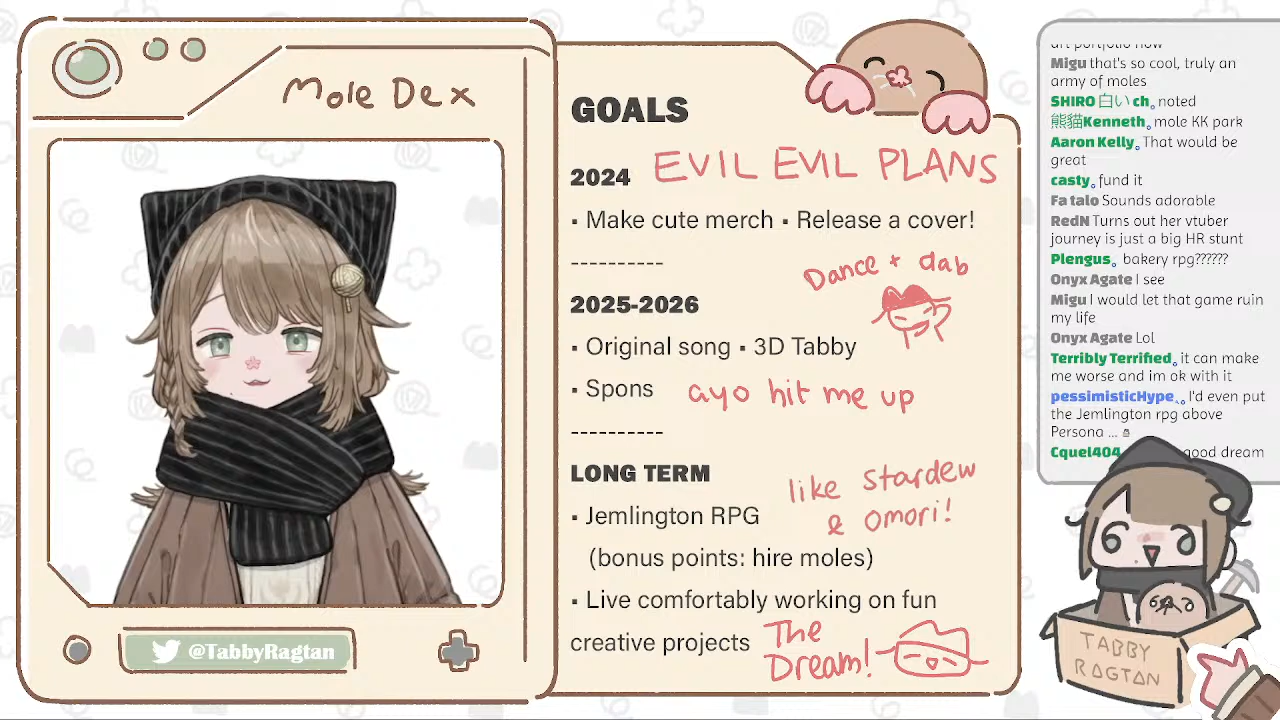 Mole Dex
@TabbyRagtan
GOALS
2024 EVIL EVIL PLANS
· Make cute merch · Release a cover!
----------
Dance + dab
2025-2026
· Original song · 3D Tabby
· Spons ayo hit me up
----------
LONG TERM
like Stardew
& omori!
· Jemlington RPG
(bonus points: hire moles)
· Live comfortably working on fun
creative projects The
Dream!
art portfolio now
Migu that's so cool, truly an
army of moles
SHIRO 白い ch. noted
熊貓Kenneth. mole KK park
Aaron Kelly. That would be
great
casty. fund it
Fa talo Sounds adorable
RedN Turns out her vtuber
journey is just a big HR stunt
Plengus. bakery rpg??????
Onyx Agate I see
Migu I would let that game ruin
my life
Onyx Agate Lol
Terribly Terrified. it can make
me worse and im ok with it
pessimisticHype. I'd even put
the Jemlington rpg above
Persona ...
Cquel404 good dream
TABBY
RAGTAN